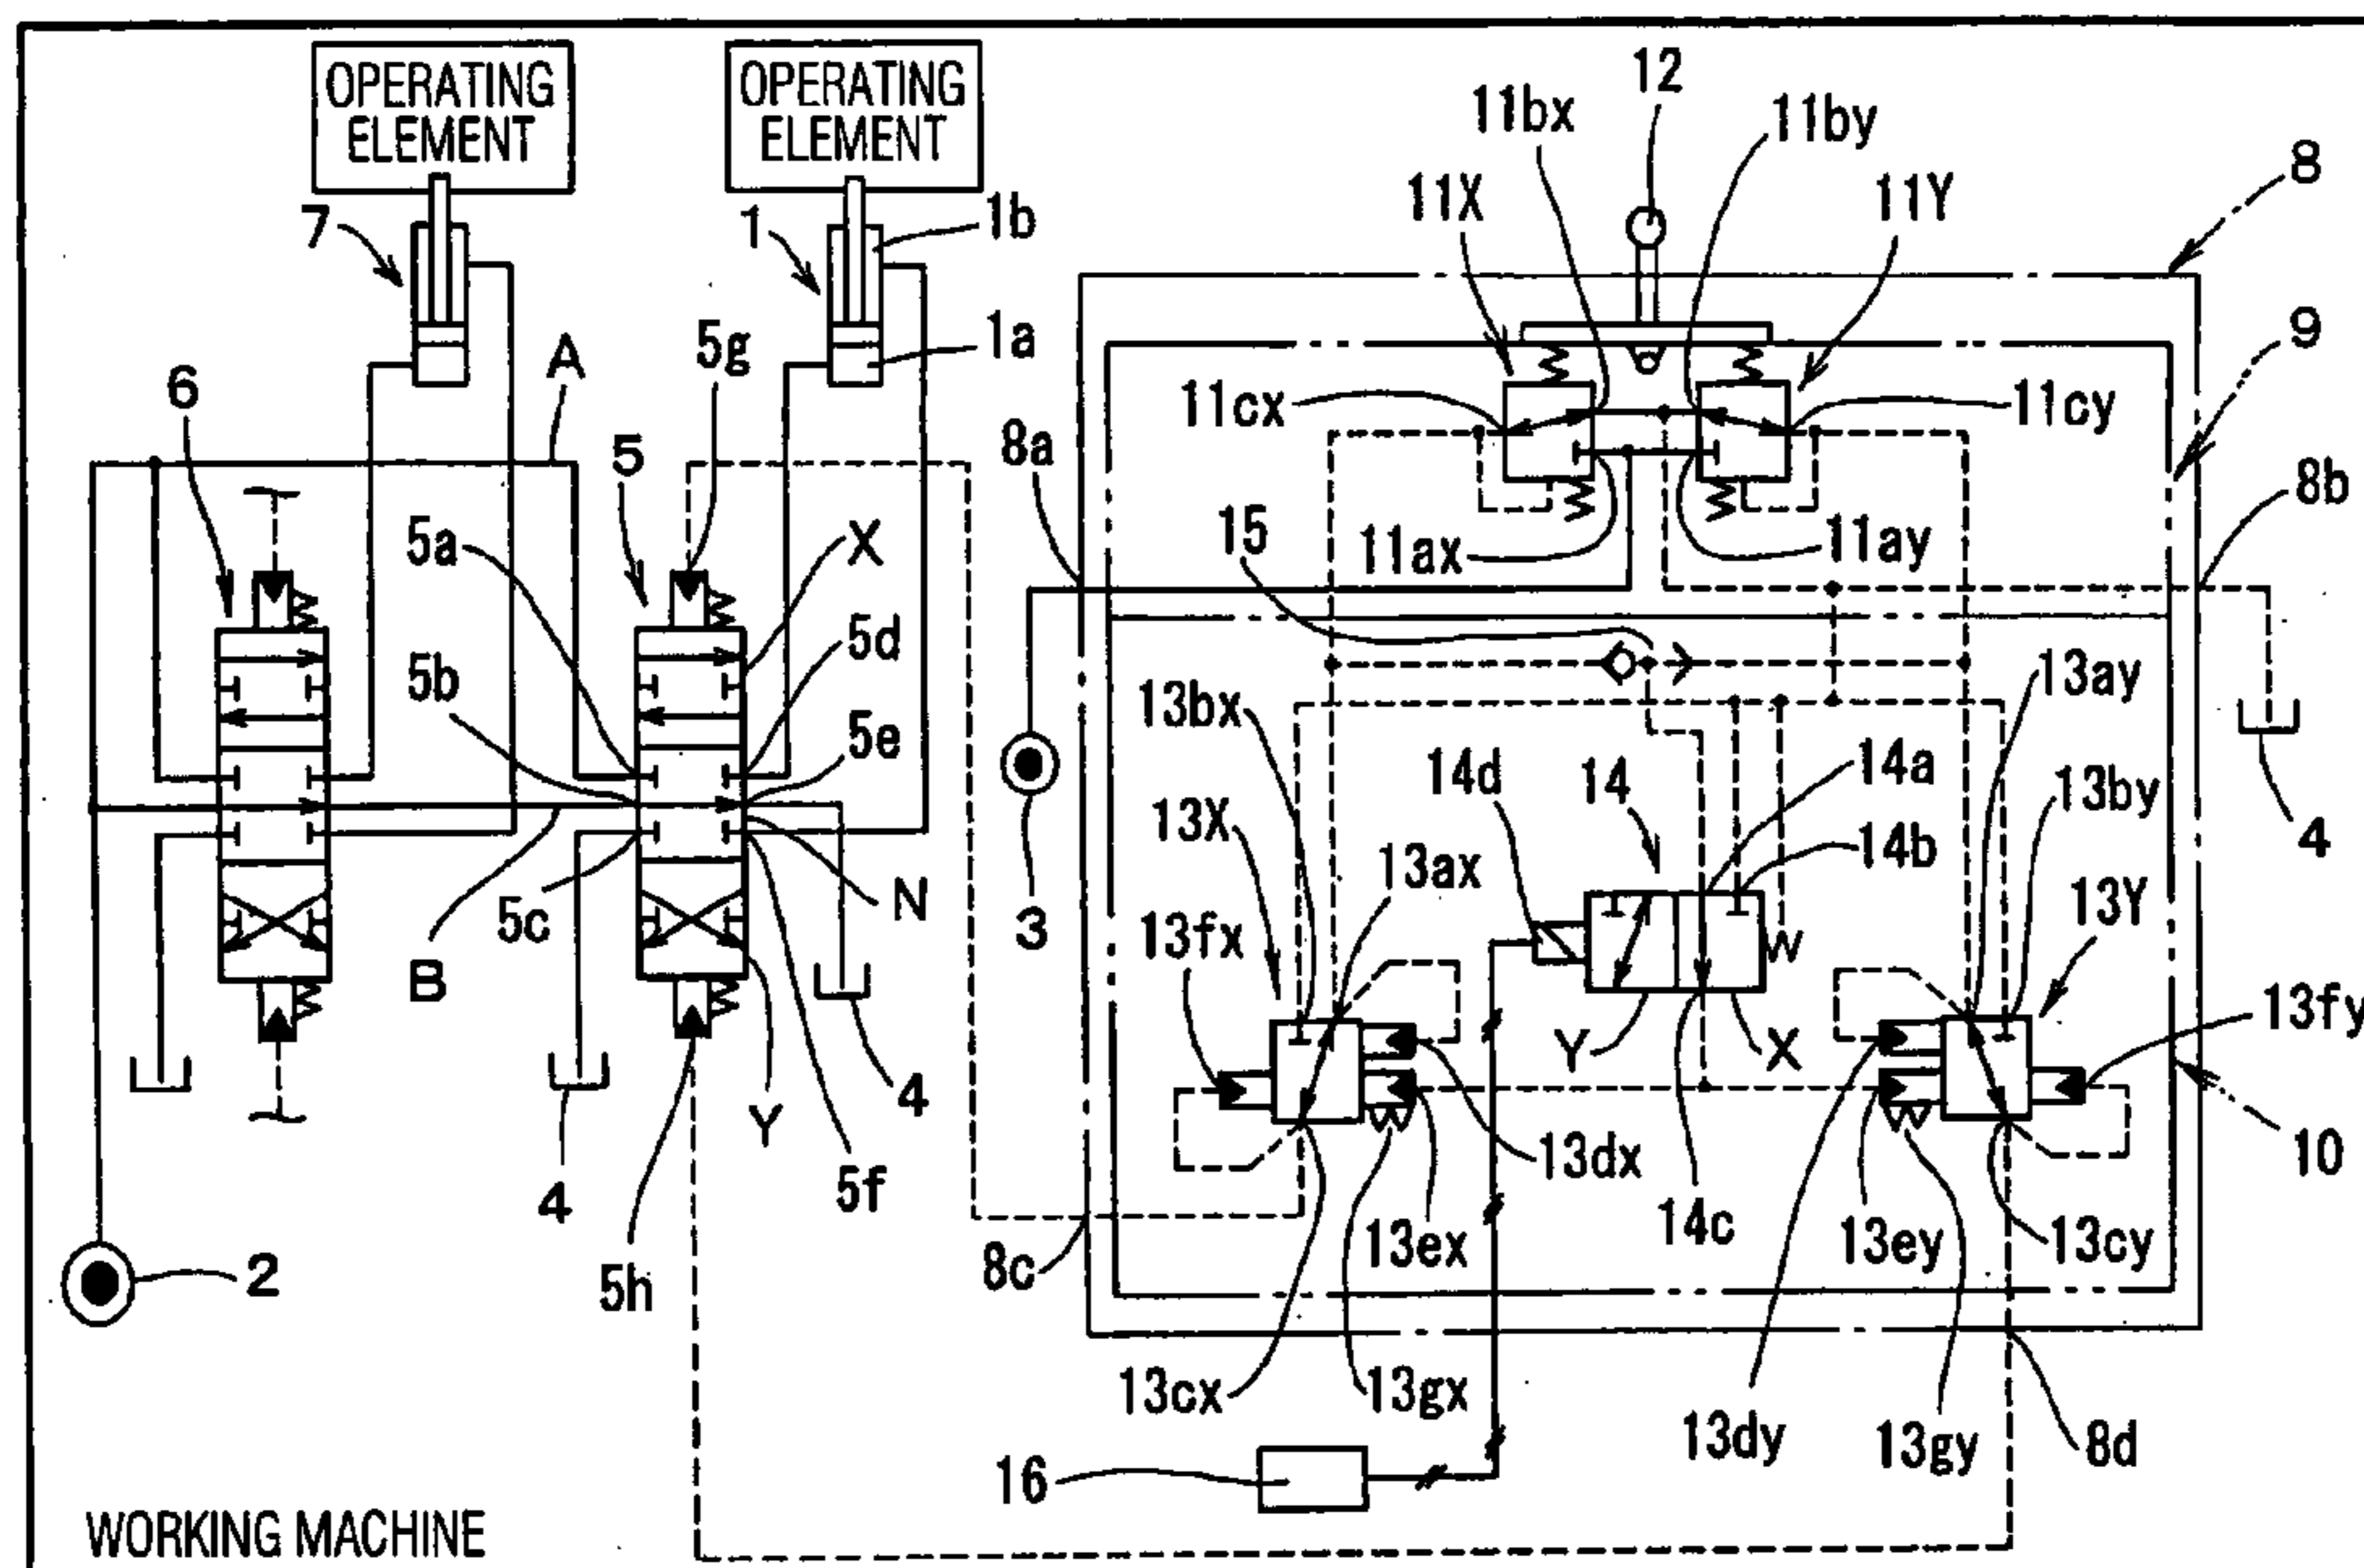 OPERATING
ELEMENT
OPERATING
ELEMENT
12
11bx
11by
8
11X
11Y
7
1
1b
9
5g
1a
A
6
11cx
11cy
8a
5
8b
5a
X
15
11ax
11ay
5d
5b
13bx
13ay
5e
14d
14
14a
13by
13X
14b
4
13ax
5c
N
3
13fx
13Y
B
13fy
Y
X
4
Y
13dx
10
4
5f
14c
13ex
13ey
13cy
2
5h
8c
13cx
13gx
13dy
13gy
8d
16
WORKING MACHINE